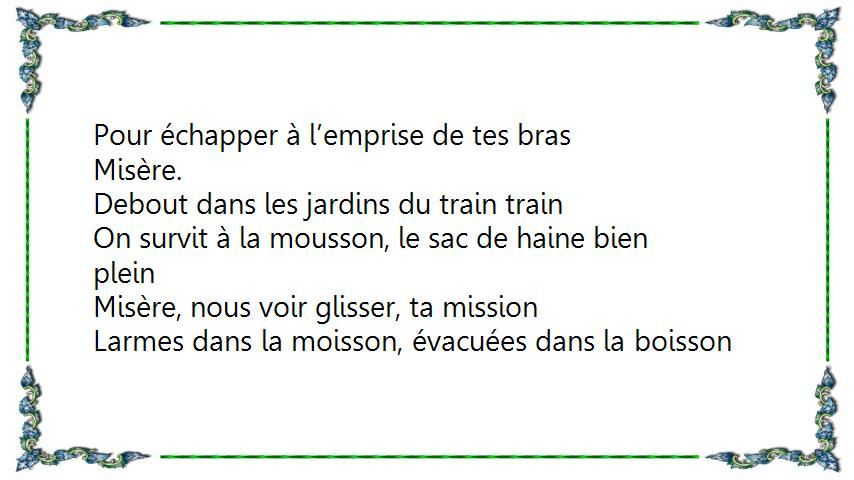 Pour échapper à l’emprise de tes bras
Misère.
Debout dans les jardins du train train
On survit à la mousson, le sac de haine bien
plein
Misère, nous voir glisser, ta mission
Larmes dans la moisson, évacuées dans la boisson